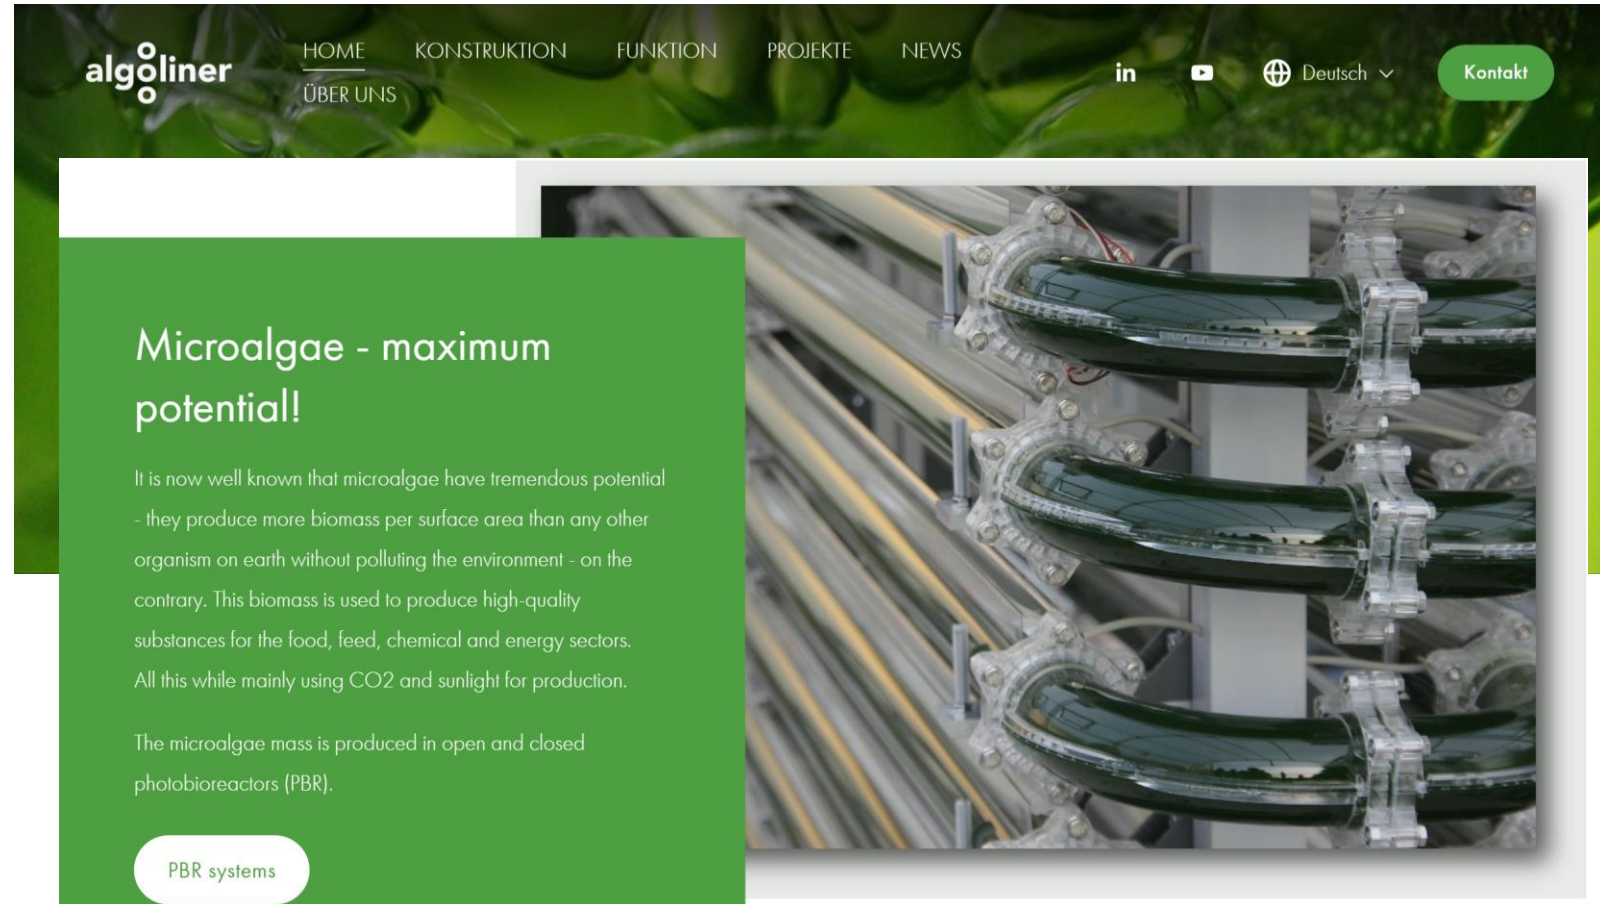 algoliner
HOME KONSTRUKTION FUNKTION PROJEKTE NEWS
ÜBER UNS
in
Deutsch
Kontakt
Microalgae - maximum
potential!
It is now well known that microalgae have tremendous potential
- they produce more biomass per surface area than any other
organism on earth without polluting the environment - on the
contrary. This biomass is used to produce high-quality
substances for the food, feed, chemical and energy sectors.
All this while mainly using CO2 and sunlight for production.
The microalgae mass is produced in open and closed
photobioreactors (PBR).
PBR systems